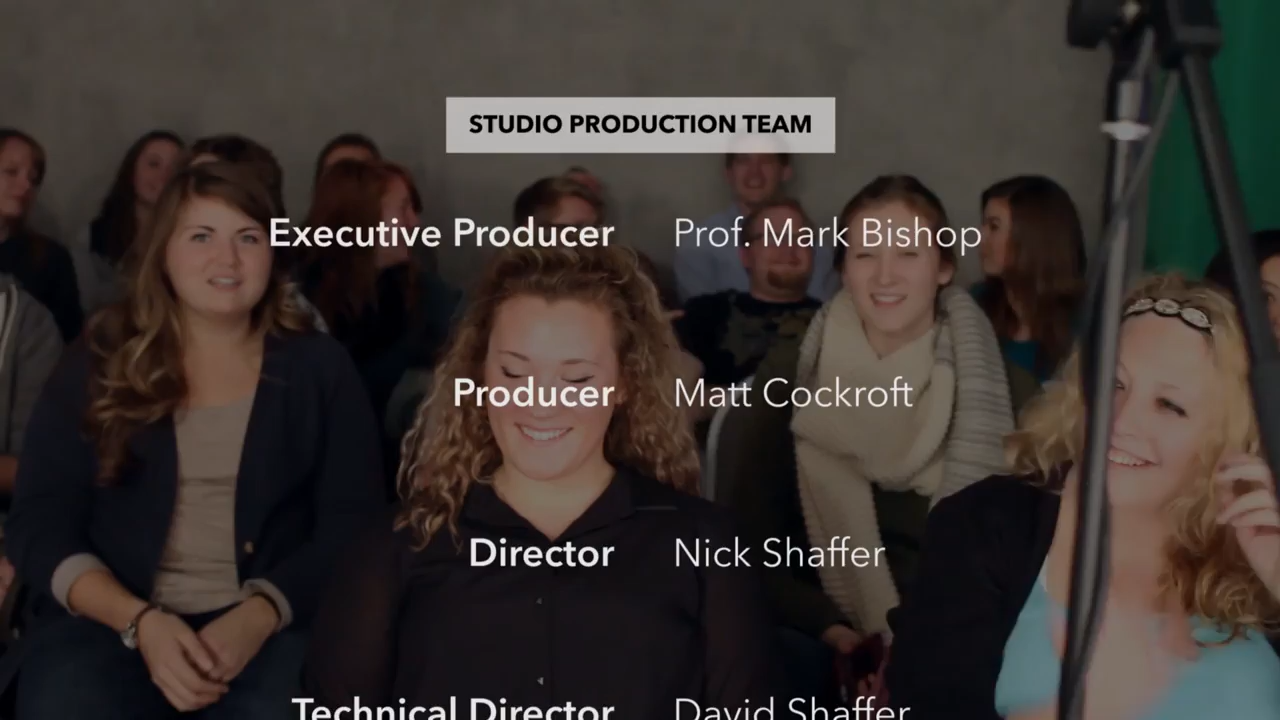 STUDIO PRODUCTION TEAM
Executive Producer Prof. Mark Bishop
Producer Matt Cockroft
Director Nick Shaffer
Technical Director David Shaffer